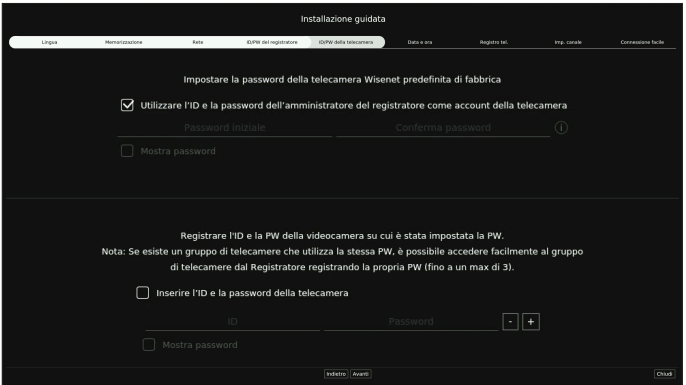 Installazione guidata
Lingua Memorizzazione Rete ID/PW del registratore ID/PW della telecamera Data e ora Registro tel. Imp. canale Connessione facile
Impostare la password della telecamera Wisenet predefinita di fabbrica
Utilizzare l'ID e la password dell'amministratore del registratore come account della telecamera
Password iniziale Conferma password i
Mostra password
Registrare l'ID e la PW della videocamera su cui è stata impostata la PW.
Nota: Se esiste un gruppo di telecamere che utilizza la stessa PW, è possibile accedere facilmente al gruppo
di telecamere dal Registratore registrando la propria PW (fino a un max di 3).
Inserire l'ID e la password della telecamera
ID Password - +
Mostra password
Indietro Avanti Chiudi